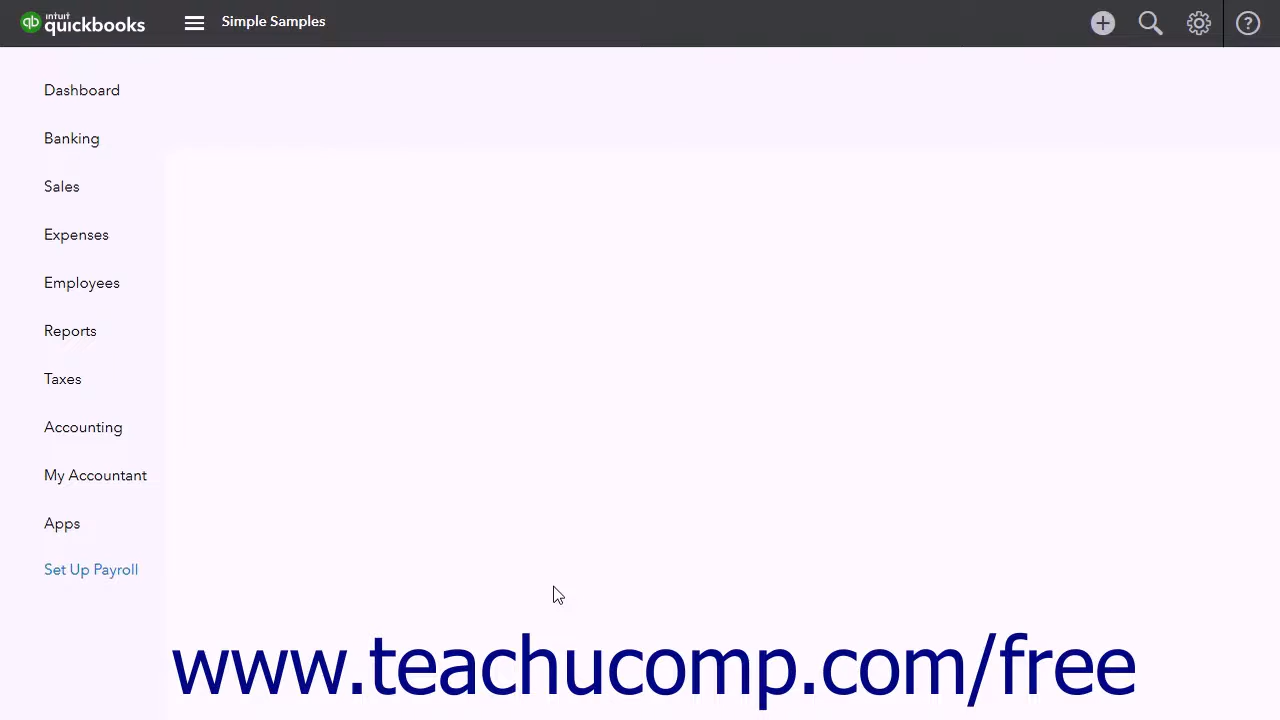 intuit
quickbooks
Simple Samples
Dashboard
Banking
Sales
Expenses
Employees
Reports
Taxes
Accounting
My Accountant
Apps
Set Up Payroll
www.teachucomp.com/free